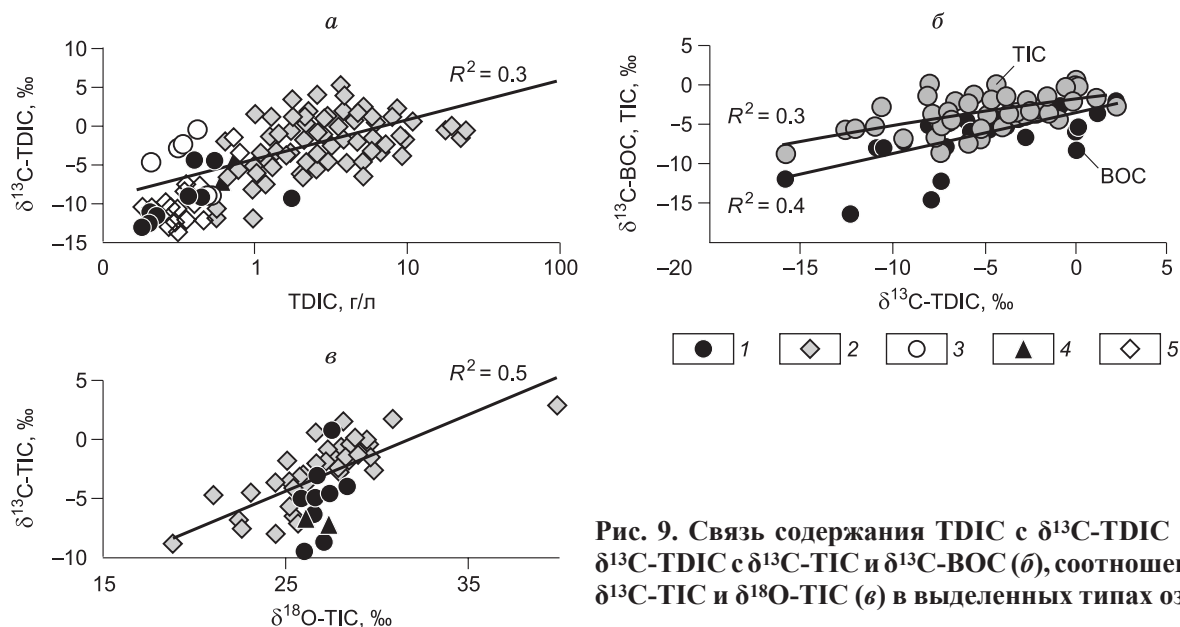 а
δ¹³C-TDIC, ‰
10
5
0
–5
–10
–15
R² = 0.3
0
1
10
100
TDIC, г/л
б
δ¹³C-BOC, TIC, ‰
5
0
–5
–10
–15
TIC
R² = 0.3
BOC
R² = 0.4
–20
–15
–10
–5
0
5
δ¹³C-TDIC, ‰
1
2
3
4
5
в
δ¹³C-TIC, ‰
5
0
–5
–10
R² = 0.5
15
25
35
δ¹⁸O-TIC, ‰
Рис. 9. Связь содержания TDIC с δ¹³C-TDIC
δ¹³C-TDIC с δ¹³C-TIC и δ¹³C-BOC (б), соотношен
δ¹³C-TIC и δ¹⁸O-TIC (в) в выделенных типах оз